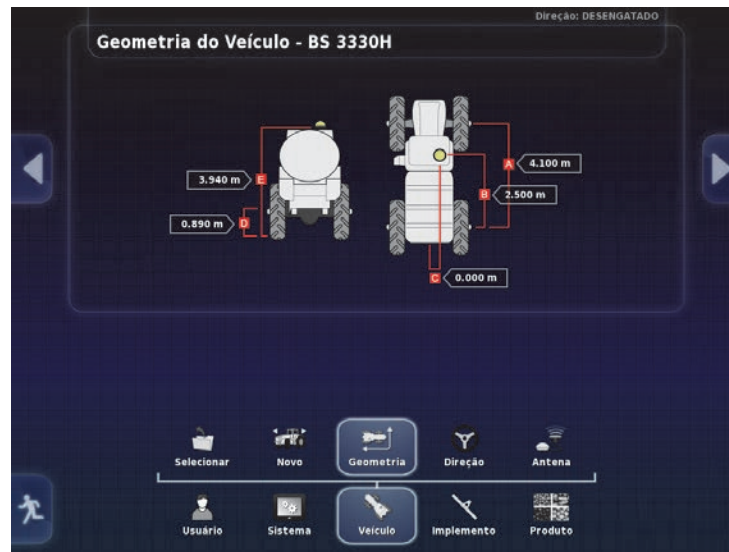 Direção: DESENGATADO
Geometria do Veículo - BS 3330H
3.940 m
E
0.890 m
D
A
4.100 m
B
2.500 m
C
0.000 m
Selecionar
Novo
Geometria
Direção
Antena
Usuário
Sistema
Veículo
Implemento
Produto